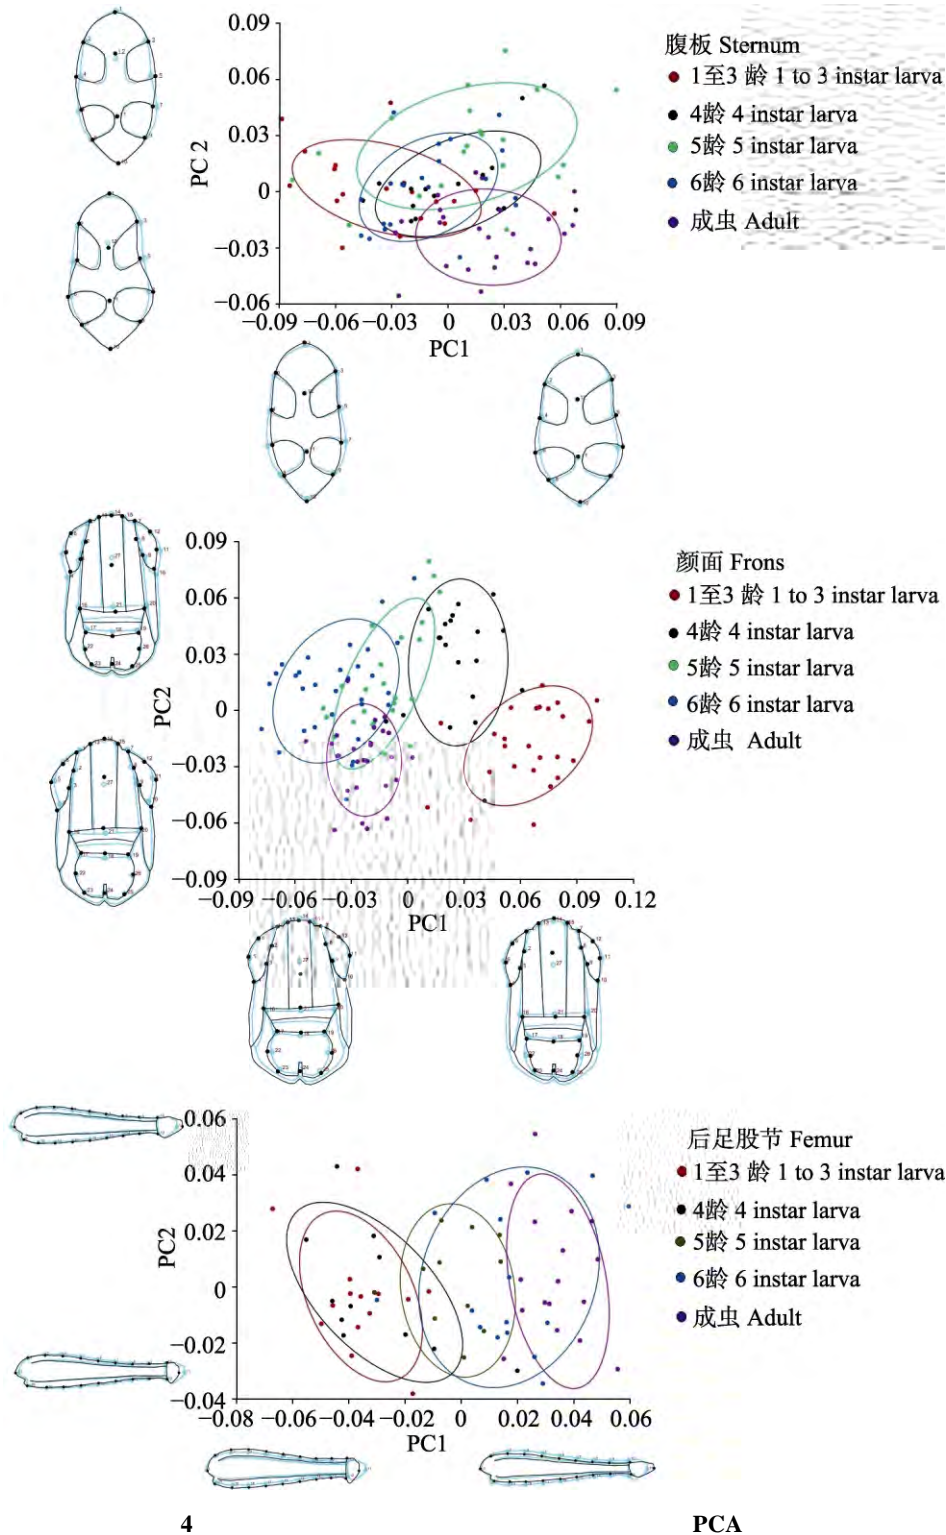 PC 2
0.09
0.06
0.03
0
−0.03
−0.06
−0.09 −0.06 −0.03 0 0.03 0.06 0.09
PC1
腹板 Sternum
1至3 龄 1 to 3 instar larva
4龄 4 instar larva
5龄 5 instar larva
6龄 6 instar larva
成虫 Adult
PC2
0.09
0.06
0.03
0
−0.03
−0.06
−0.09
−0.09 −0.06 −0.03 0 0.03 0.06 0.09 0.12
PC1
颜面 Frons
1至3 龄 1 to 3 instar larva
4龄 4 instar larva
5龄 5 instar larva
6龄 6 instar larva
成虫 Adult
PC2
0.06
0.04
0.02
0
−0.02
−0.04
−0.08 −0.06 −0.04 −0.02 0 0.02 0.04 0.06
PC1
后足股节 Femur
1至3 龄 1 to 3 instar larva
4龄 4 instar larva
5龄 5 instar larva
6龄 6 instar larva
成虫 Adult
4 PCA